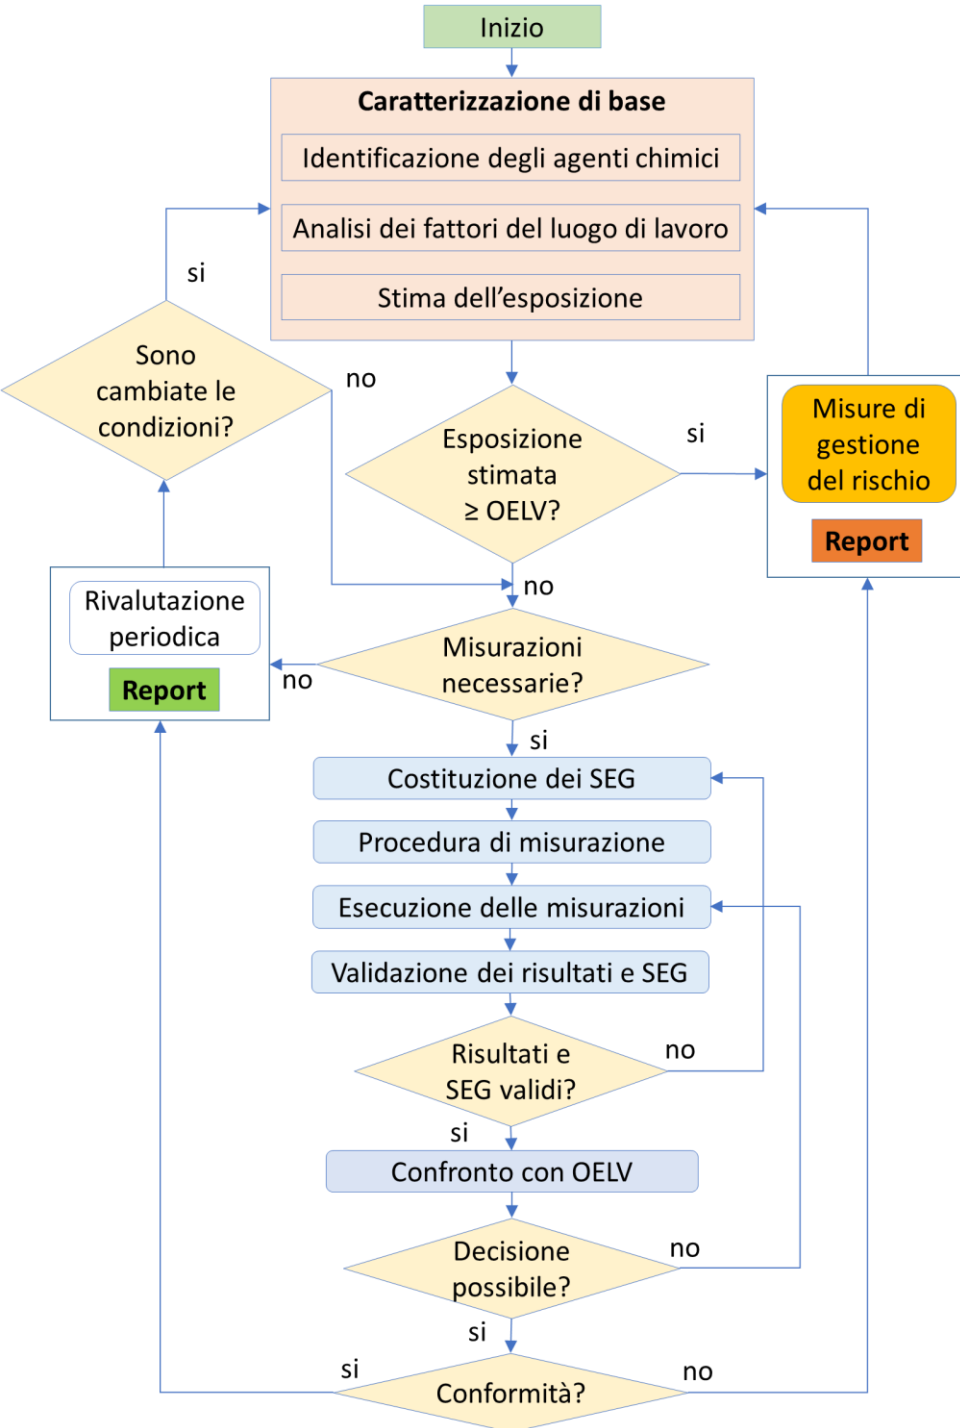 Inizio
Caratterizzazione di base
Identificazione degli agenti chimici
Analisi dei fattori del luogo di lavoro
Stima dell'esposizione
si
Sono
cambiate le
condizioni?
no
Esposizione
stimata
≥ OELV?
si
Misure di
gestione
del rischio
Report
no
Rivalutazione
periodica
Report
Misurazioni
necessarie?
no
si
Costituzione dei SEG
Procedura di misurazione
Esecuzione delle misurazioni
Validazione dei risultati e SEG
Risultati e
SEG validi?
no
si
Confronto con OELV
Decisione
possibile?
no
si
si
Conformità?
no